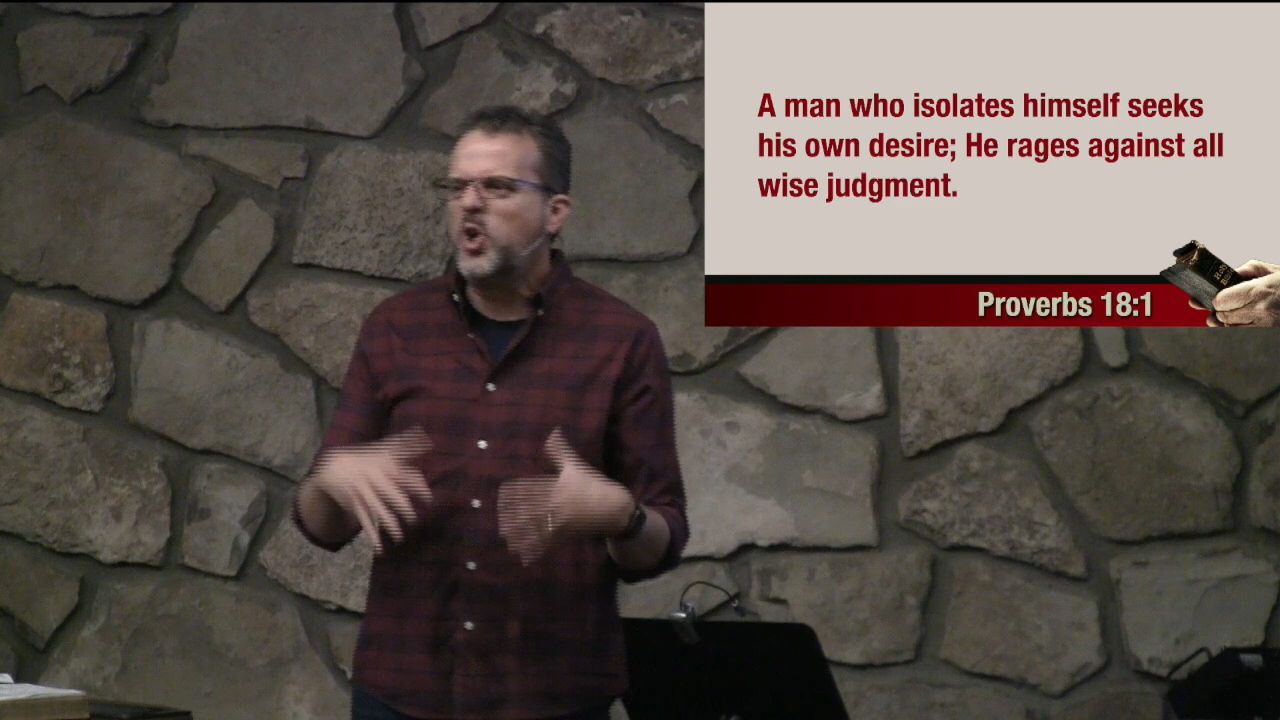 A man who isolates himself seeks
his own desire; He rages against all
wise judgment.
Proverbs 18:1